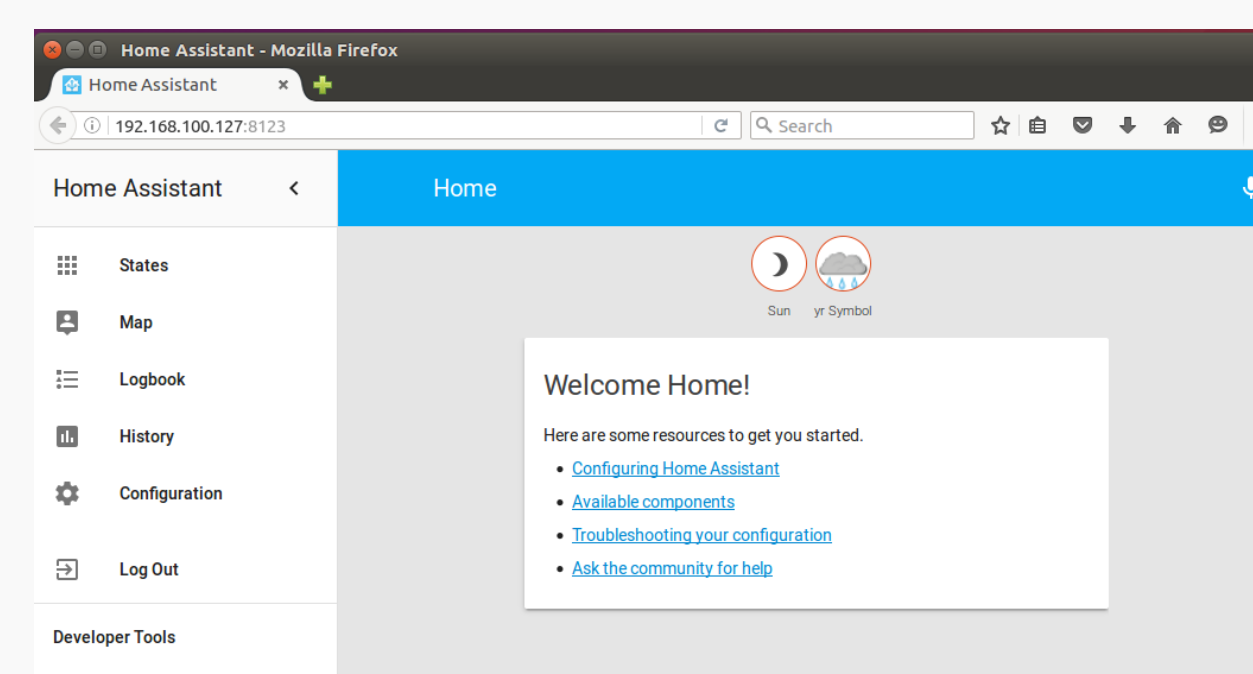 Home Assistant - Mozilla Firefox
Home Assistant
192.168.100.127:8123
Search
Home Assistant
Home
States
Map
Logbook
History
Configuration
Log Out
Developer Tools
Sun yr Symbol
Welcome Home!
Here are some resources to get you started.
• Configuring Home Assistant
• Available components
• Troubleshooting your configuration
• Ask the community for help